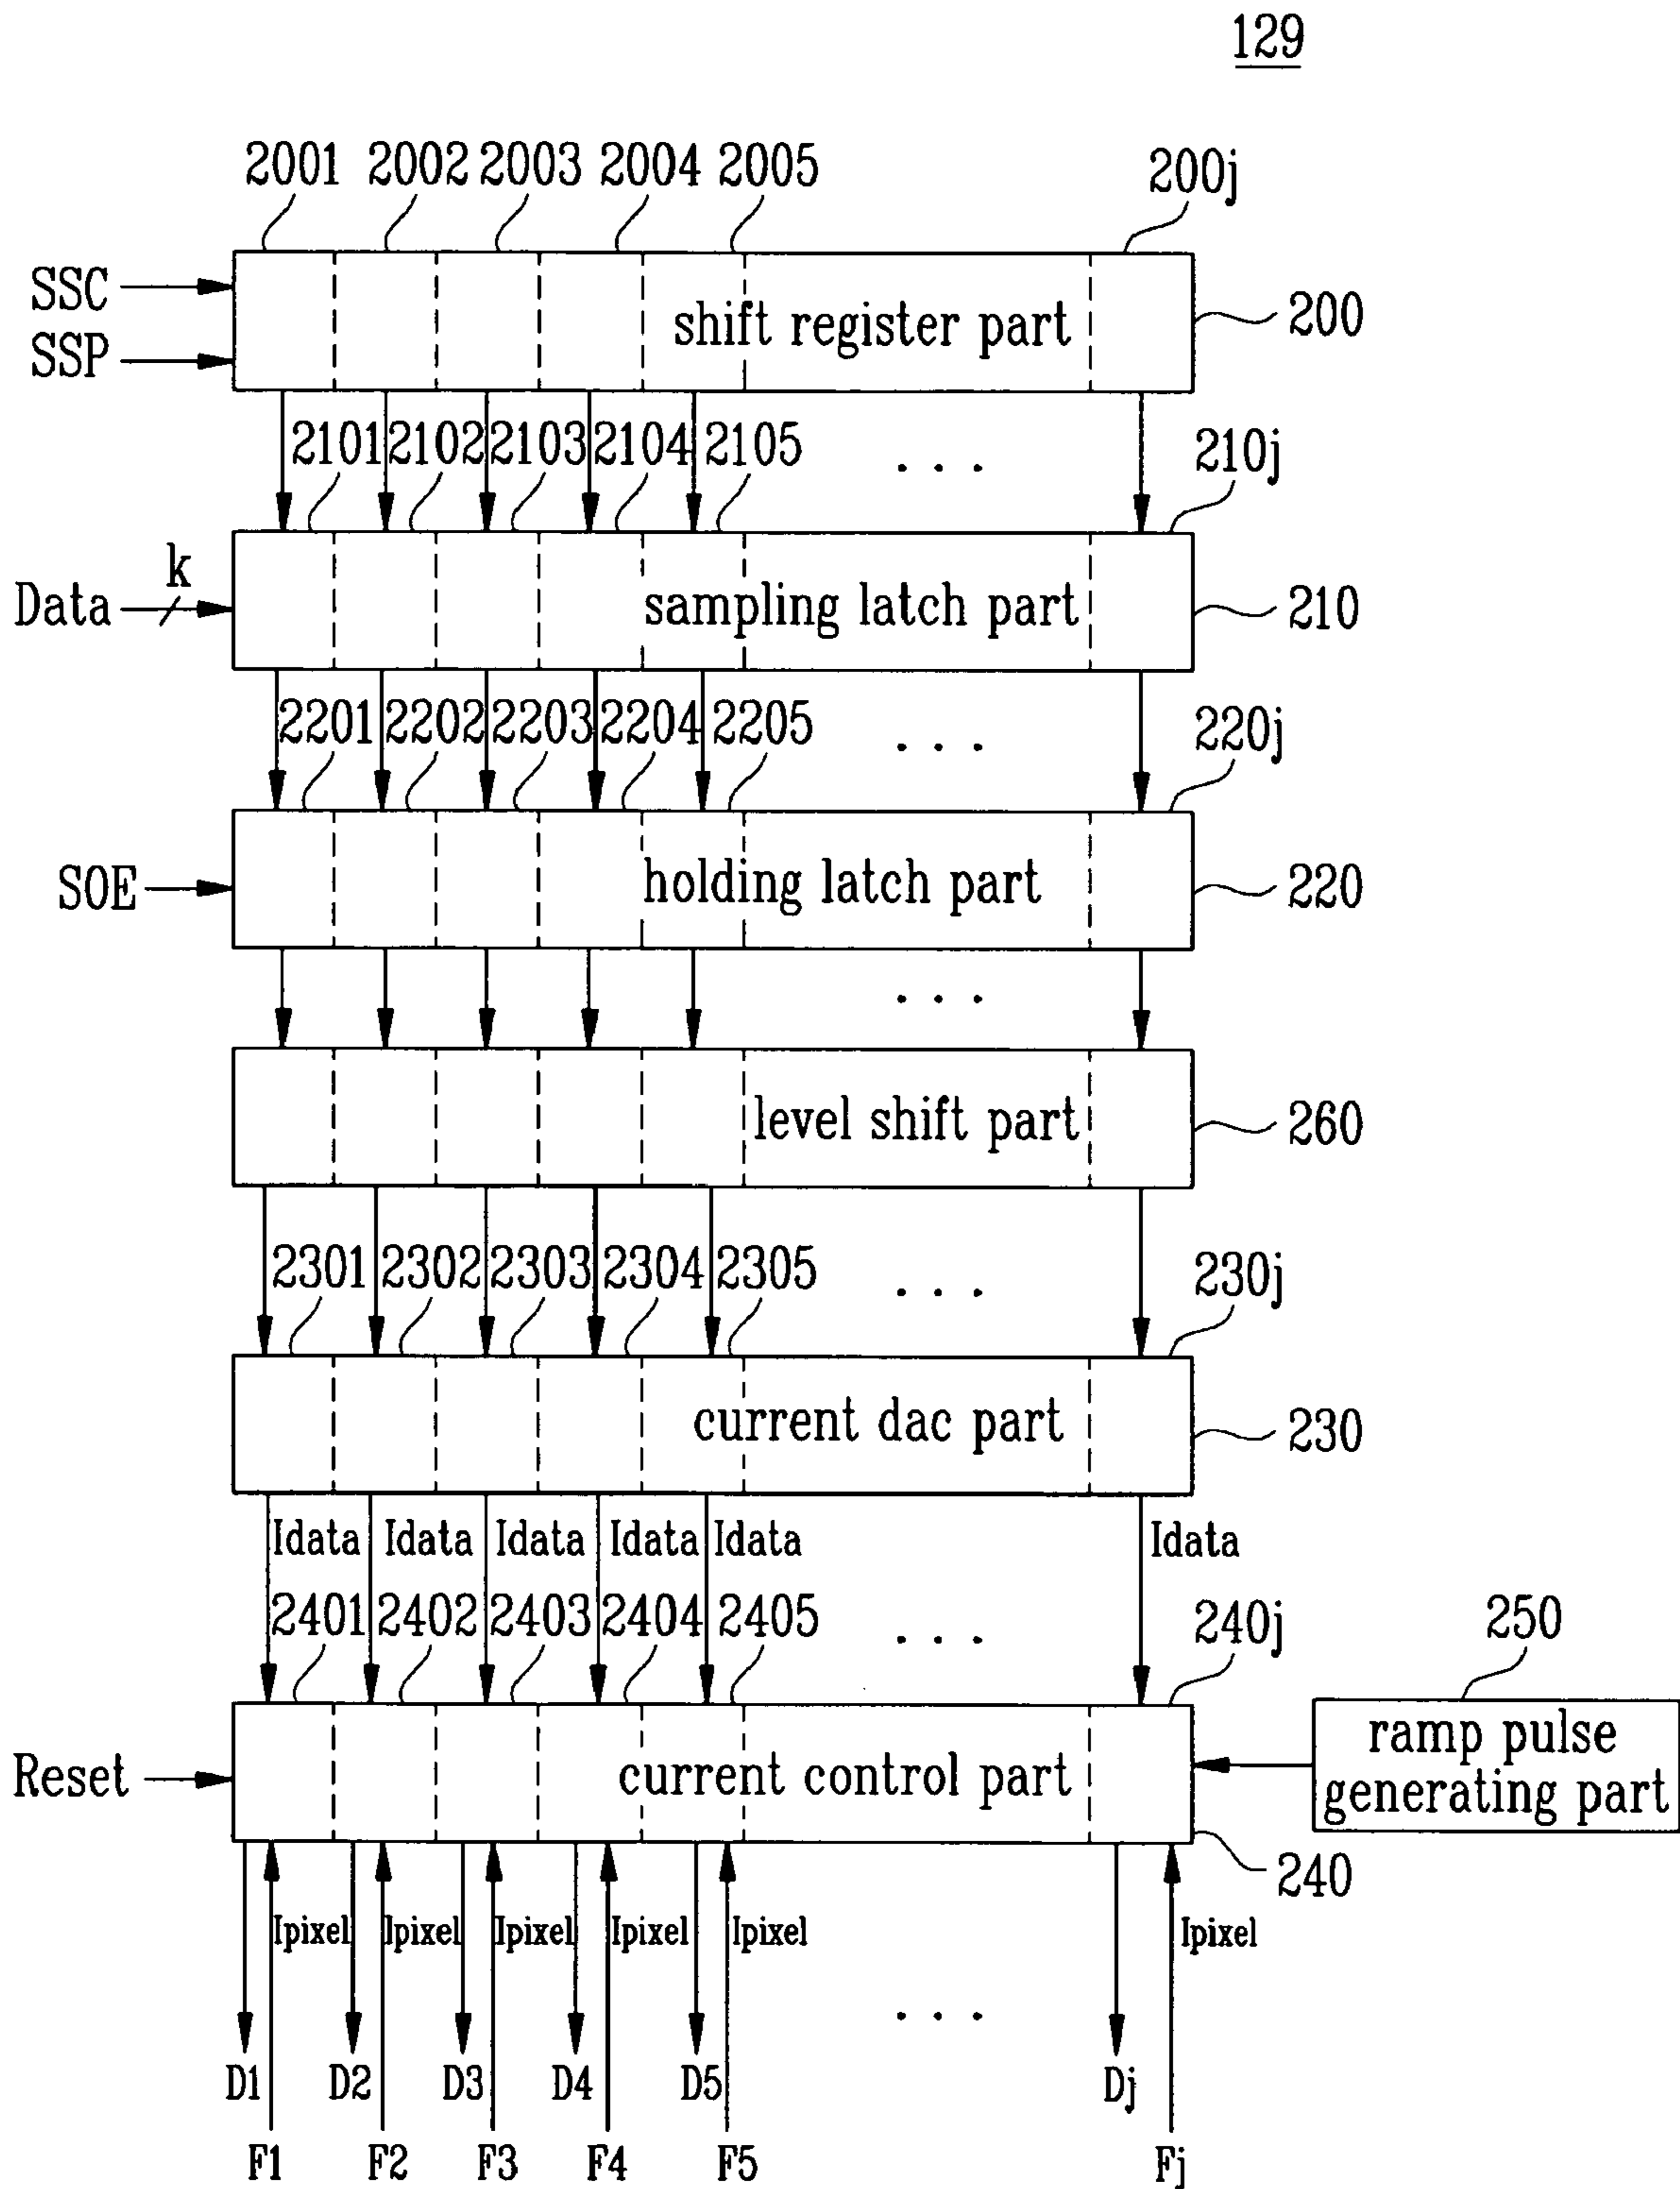 129
2001 2002 2003 2004 2005 200j
SSC
SSP
shift register part
200
2101 2102 2103 2104 2105 . . . 210j
Data
k
sampling latch part
210
2201 2202 2203 2204 2205 . . . 220j
SOE
holding latch part
220
. . .
level shift part
260
2301 2302 2303 2304 2305 . . . 230j
current dac part
230
Idata Idata Idata Idata Idata Idata
2401 2402 2403 2404 2405 . . . 240j
250
Reset
current control part
ramp pulse
generating part
240
Ipixel Ipixel Ipixel Ipixel Ipixel Ipixel
. . .
D1 D2 D3 D4 D5 Dj
F1 F2 F3 F4 F5 Fj